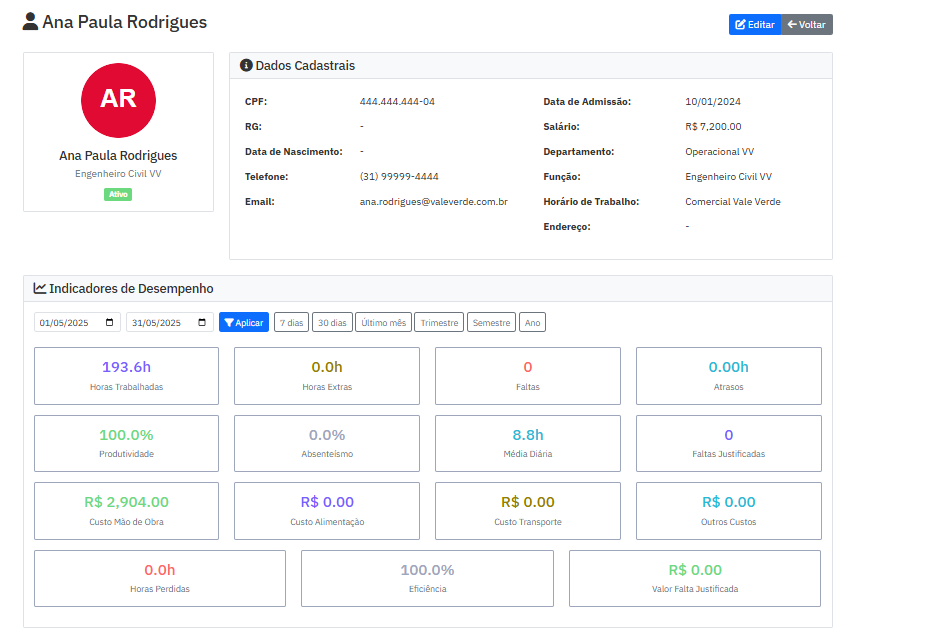 Ana Paula Rodrigues
Editar
Voltar
AR
Ana Paula Rodrigues
Engenheiro Civil VV
Ativo
Dados Cadastrais
CPF: 444.444.444-04
RG: -
Data de Nascimento: -
Telefone: (31) 99999-4444
Email: ana.rodrigues@valeverde.com.br
Data de Admissão: 10/01/2024
Salário: R$ 7,200.00
Departamento: Operacional VV
Função: Engenheiro Civil VV
Horário de Trabalho: Comercial Vale Verde
Endereço: -
Indicadores de Desempenho
01/05/2025 31/05/2025 Aplicar 7 dias 30 dias Último mês Trimestre Semestre Ano
193.6h
Horas Trabalhadas
0.0h
Horas Extras
0
Faltas
0.00h
Atrasos
100.0%
Produtividade
0.0%
Absenteísmo
8.8h
Média Diária
0
Faltas Justificadas
R$ 2,904.00
Custo Mão de Obra
R$ 0.00
Custo Alimentação
R$ 0.00
Custo Transporte
R$ 0.00
Outros Custos
0.0h
Horas Perdidas
100.0%
Eficiência
R$ 0.00
Valor Falta Justificada